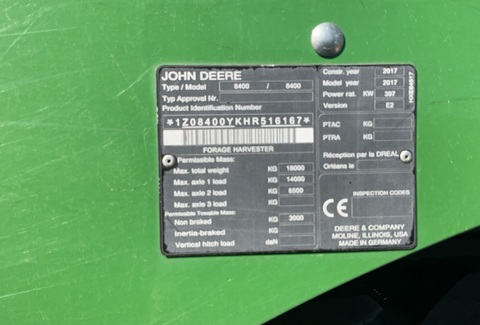 JOHN DEERE
Type / Model 8400 / 8400
Typ Approval Nr.
Product Identification Number
*1Z08400YKHR516167*
FORAGE HARVESTER
Permissible Mass:
Max. total weight KG 18000
Max. axle 1 load KG 14000
Max. axle 2 load KG 8500
Max. axle 3 load KG
Permissible Towable Mass:
Non braked KG 3000
Inertia-braked KG
Vertical hitch load daN
Constr. year 2017
Model year 2017
Power rat. KW 397
Version E2
PTAC KG
PTRA KG
Réception par la DREAL
Orléans le
INSPECTION CODES
CE
DEERE & COMPANY
MOLINE, ILLINOIS, USA
MADE IN GERMANY